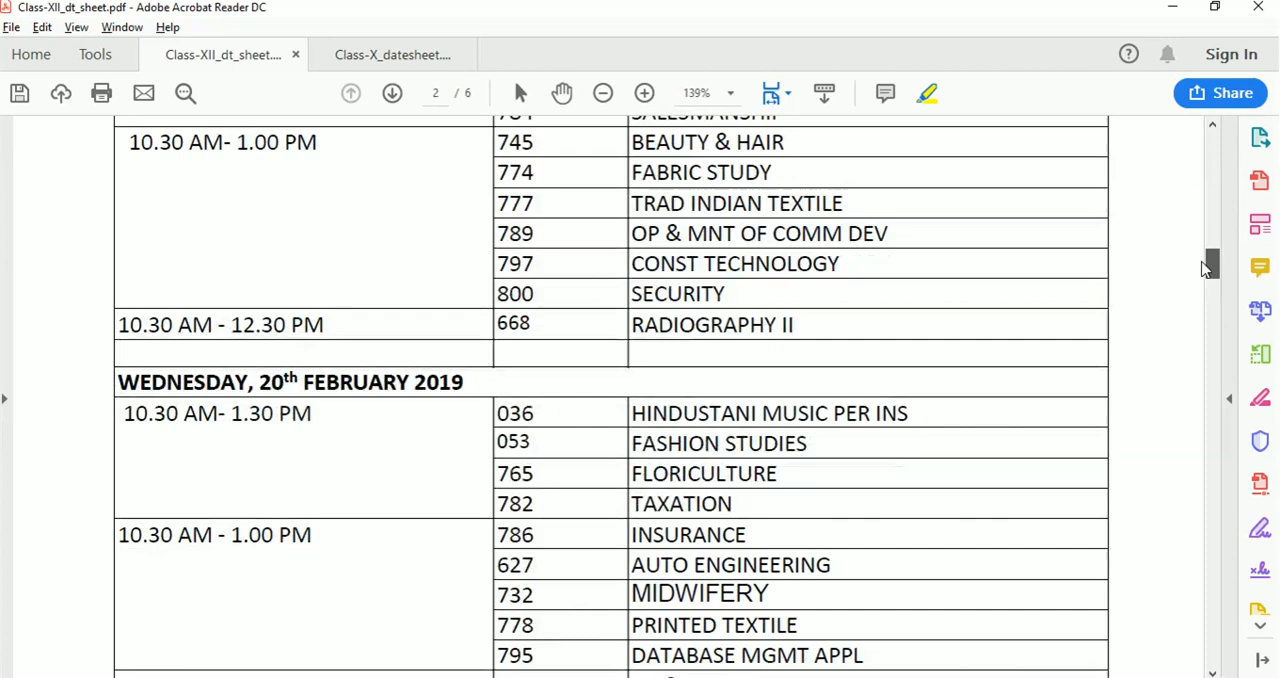 Class-XII_dt_sheet.pdf - Adobe Acrobat Reader DC
File Edit View Window Help
Home Tools Class-XII_dt_sheet.... × Class-X_datesheet.... Sign In
2 / 6 139% Share
10.30 AM- 1.00 PM 745 BEAUTY & HAIR
774 FABRIC STUDY
777 TRAD INDIAN TEXTILE
789 OP & MNT OF COMM DEV
797 CONST TECHNOLOGY
800 SECURITY
10.30 AM - 12.30 PM 668 RADIOGRAPHY II
WEDNESDAY, 20th FEBRUARY 2019
10.30 AM- 1.30 PM 036 HINDUSTANI MUSIC PER INS
053 FASHION STUDIES
765 FLORICULTURE
782 TAXATION
10.30 AM - 1.00 PM 786 INSURANCE
627 AUTO ENGINEERING
732 MIDWIFERY
778 PRINTED TEXTILE
795 DATABASE MGMT APPL